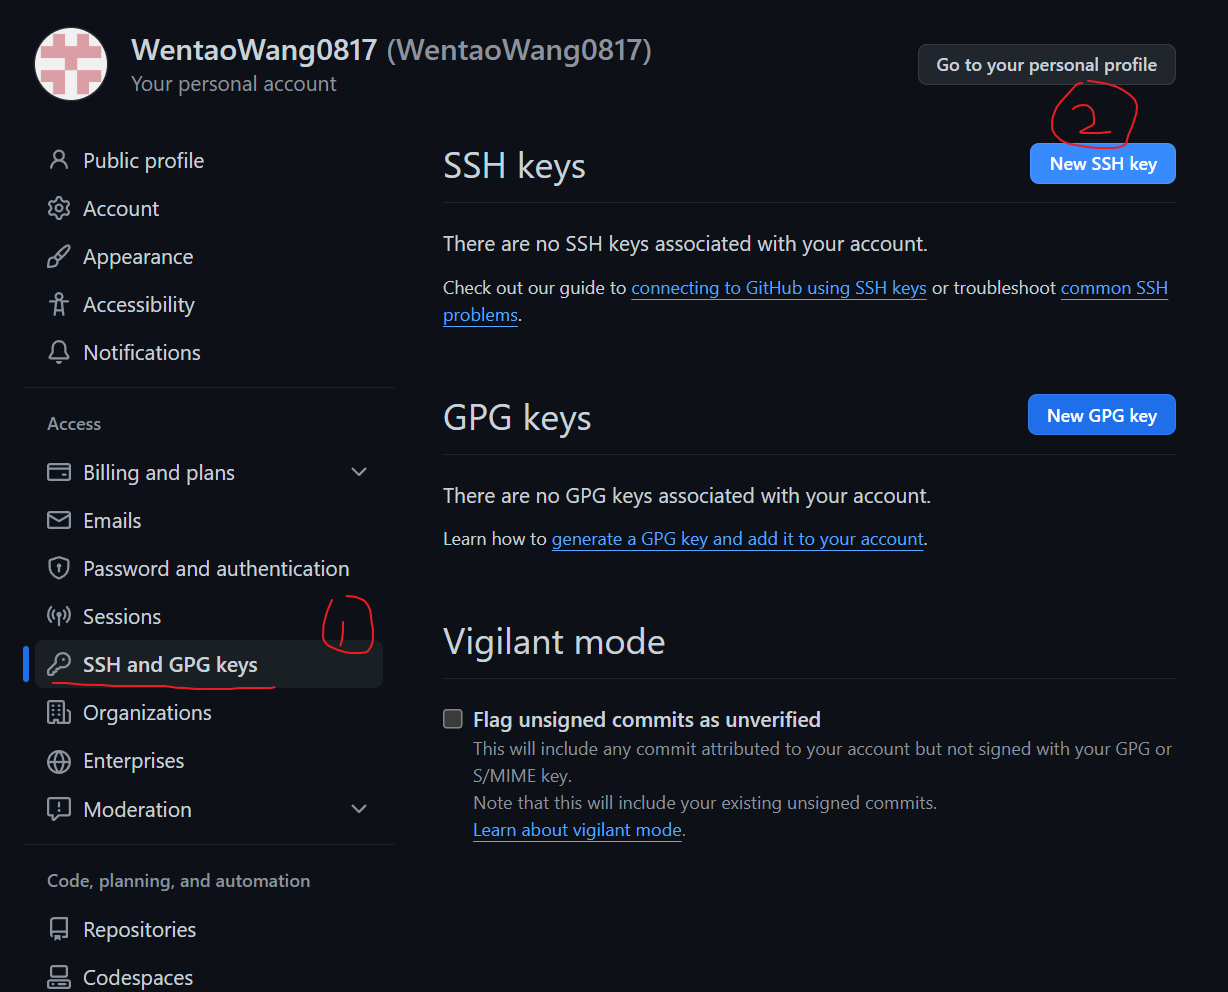 WentaoWang0817 (WentaoWang0817)
Your personal account
Go to your personal profile
Public profile
Account
Appearance
Accessibility
Notifications
Access
Billing and plans
Emails
Password and authentication
Sessions
1
SSH and GPG keys
Organizations
Enterprises
Moderation
Code, planning, and automation
Repositories
Codespaces
2
SSH keys
New SSH key
There are no SSH keys associated with your account.
Check out our guide to connecting to GitHub using SSH keys or troubleshoot common SSH
problems.
GPG keys
New GPG key
There are no GPG keys associated with your account.
Learn how to generate a GPG key and add it to your account.
Vigilant mode
Flag unsigned commits as unverified
This will include any commit attributed to your account but not signed with your GPG or
S/MIME key.
Note that this will include your existing unsigned commits.
Learn about vigilant mode.